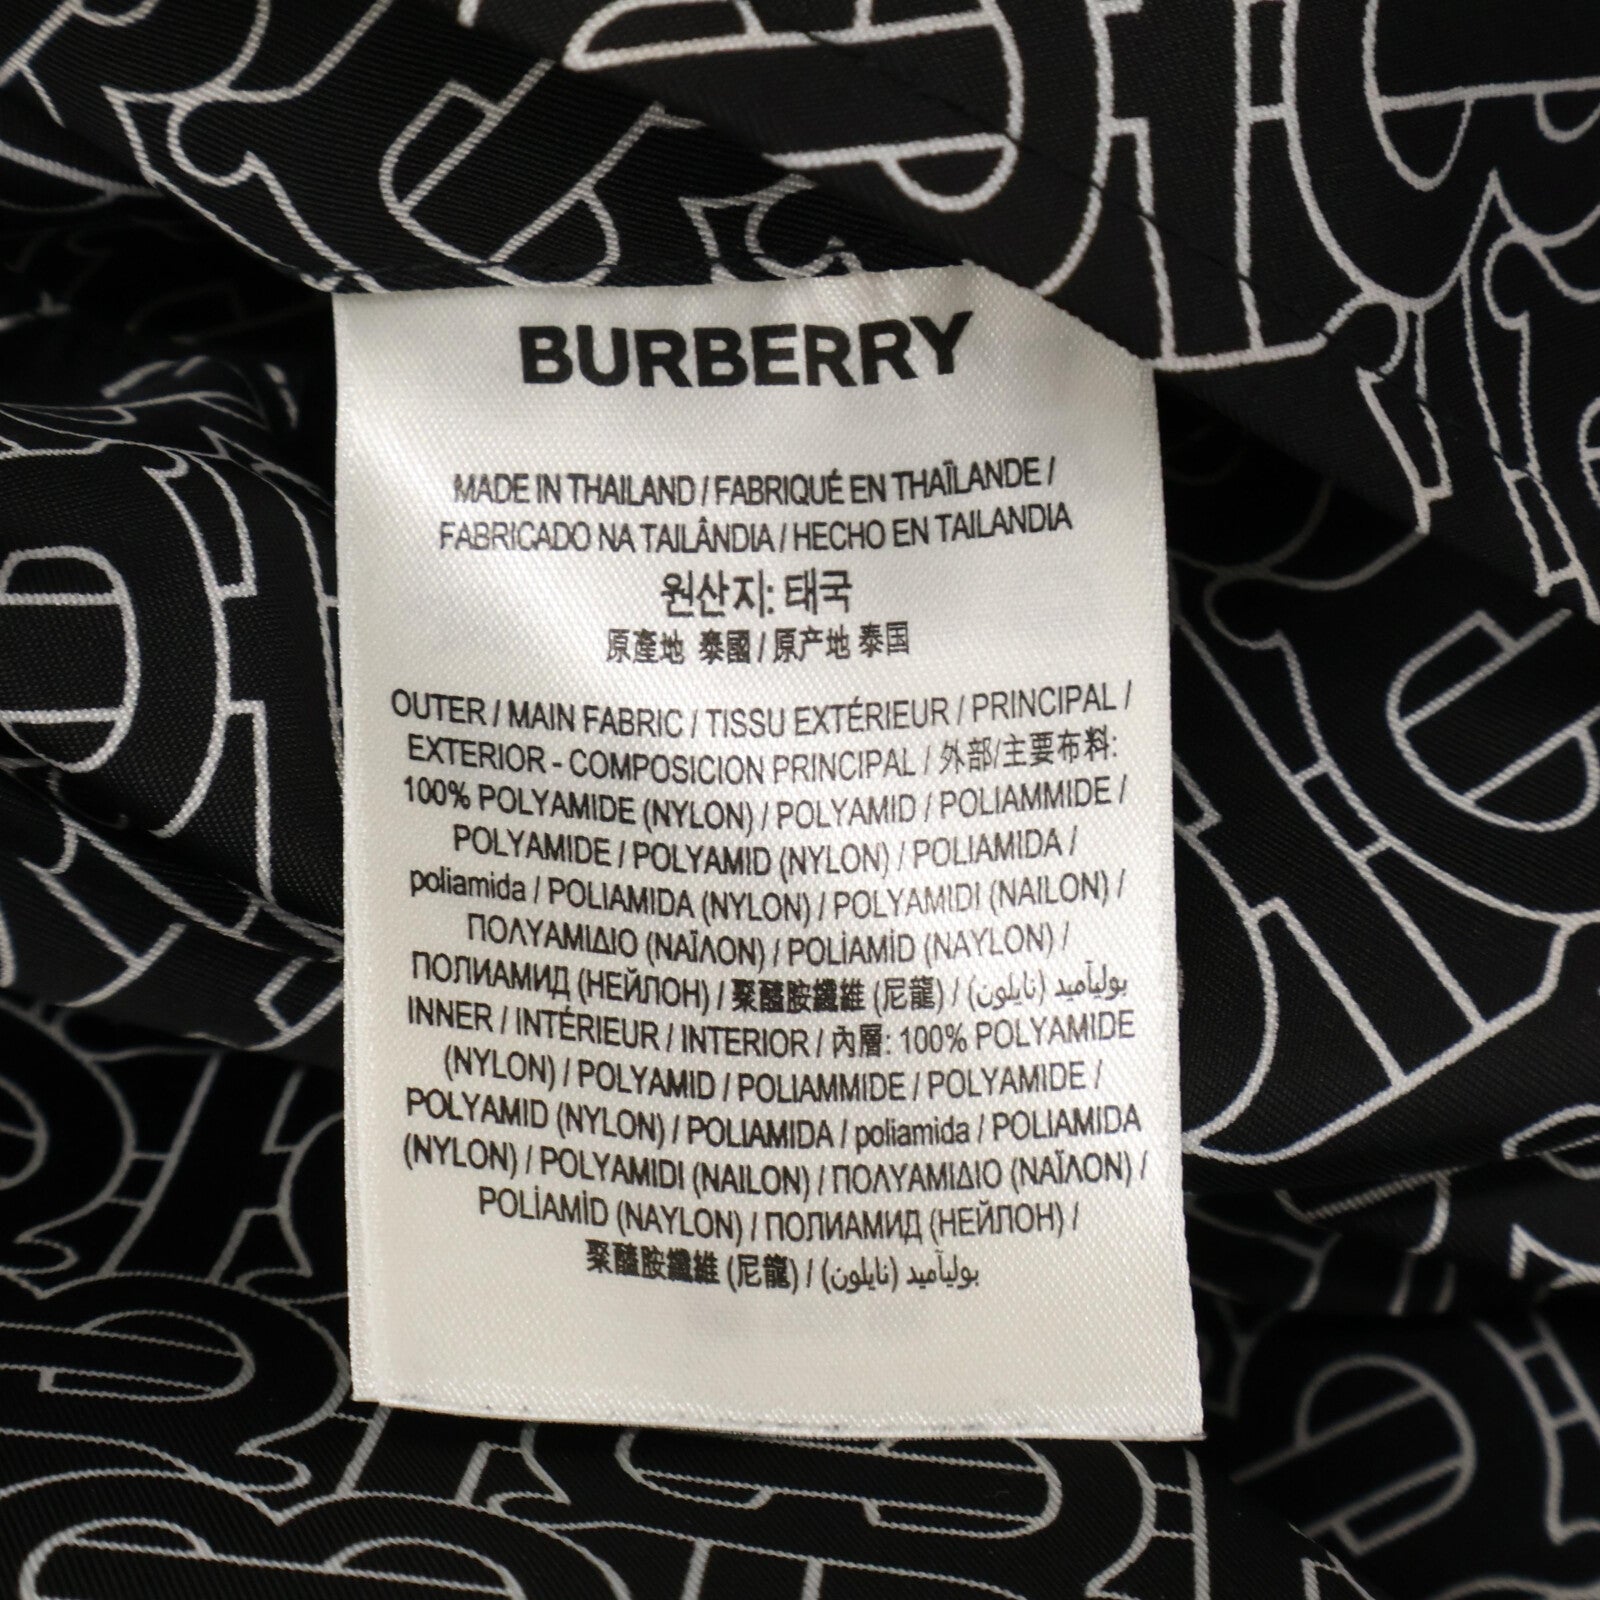 BURBERRY
MADE IN THAILAND / FABRIQUÉ EN THAÏLANDE /
FABRICADO NA TAILÂNDIA / HECHO EN TAILANDIA
원산지: 태국
原產地 泰國 / 原产地 泰国
OUTER / MAIN FABRIC / TISSU EXTÉRIEUR / PRINCIPAL /
EXTERIOR - COMPOSICION PRINCIPAL / 外部/主要布料:
100% POLYAMIDE (NYLON) / POLYAMID / POLIAMMIDE /
POLYAMIDE / POLYAMID (NYLON) / POLIAMIDA /
poliamida / POLIAMIDA (NYLON) / POLYAMIDI (NAILON) /
ΠΟΛΥΑΜΙΔΙΟ (ΝΑΪΛΟΝ) / POLİAMİD (NAYLON) /
ПОЛИАМИД (НЕЙЛОН) / 聚醯胺纖維 (尼龍) / بوليآميد (نايلون)
INNER / INTÉRIEUR / INTERIOR / 內層: 100% POLYAMIDE
(NYLON) / POLYAMID / POLIAMMIDE / POLYAMIDE /
POLYAMID (NYLON) / POLIAMIDA / poliamida / POLIAMIDA
(NYLON) / POLYAMIDI (NAILON) / ΠΟΛΥΑΜΙΔΙΟ (ΝΑΪΛΟΝ) /
POLİAMİD (NAYLON) / ПОЛИАМИД (НЕЙЛОН) /
聚醯胺纖維 (尼龍) / بوليآميد (نايلون)